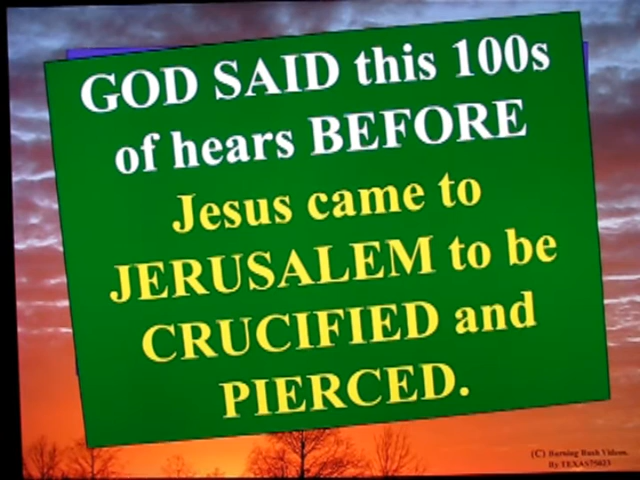 GOD SAID this 100s
of hears BEFORE
Jesus came to
JERUSALEM to be
CRUCIFIED and
PIERCED.
(C) Burning Bush Videos.
By TEXAS75023